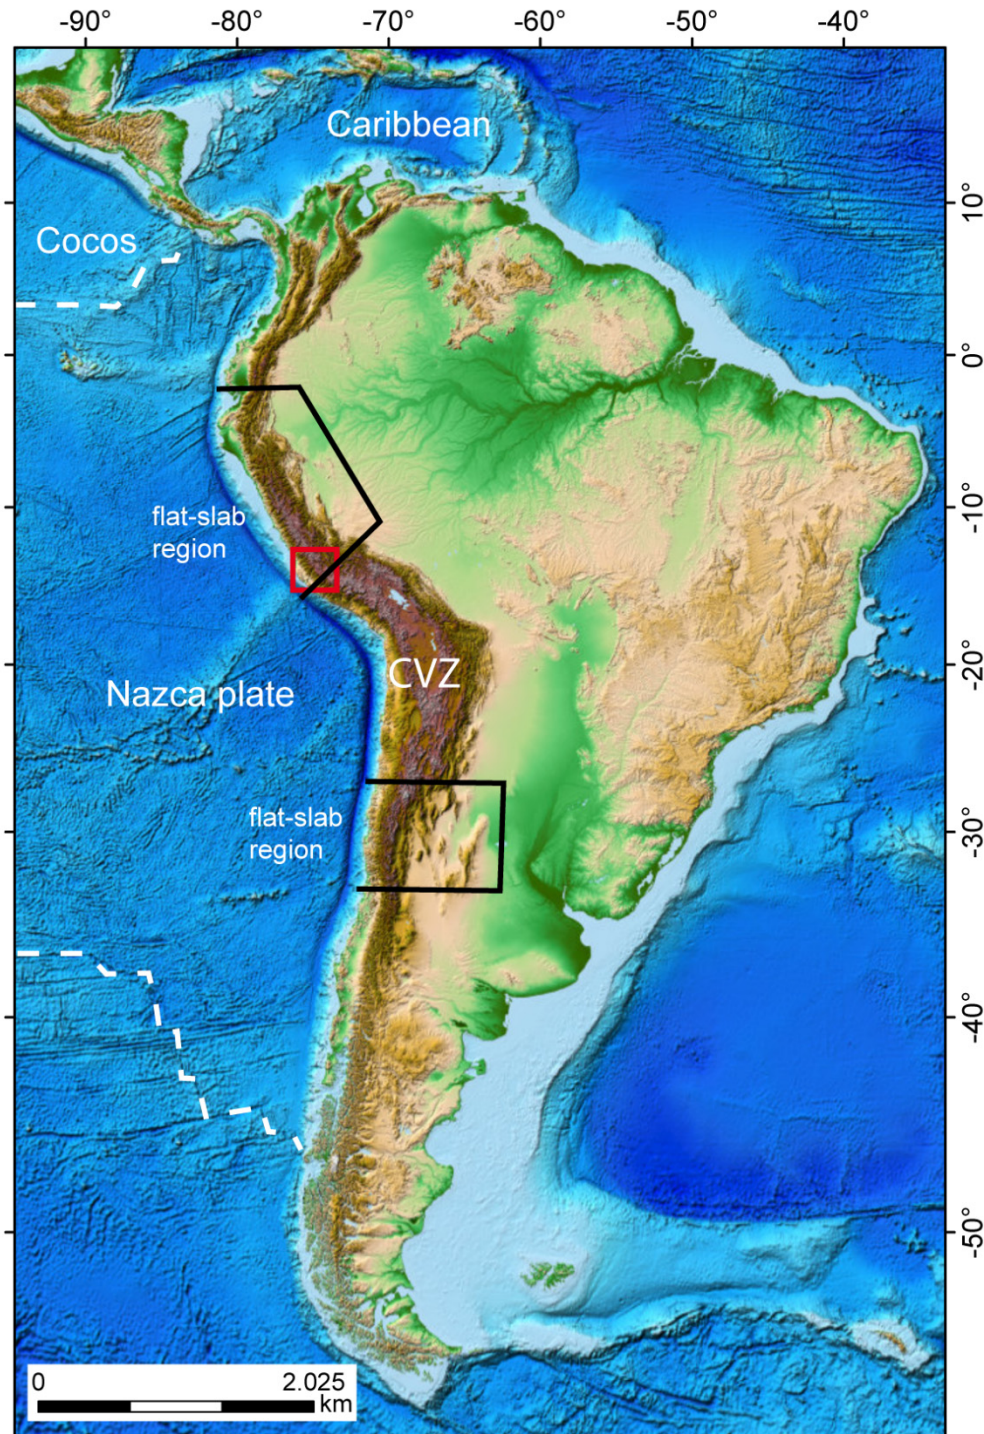 -90° -80° -70° -60° -50° -40°
Caribbean
10°
Cocos
0°
-10°
flat-slab
region
-20°
CVZ
Nazca plate
-30°
flat-slab
region
-40°
-50°
0 2.025
km